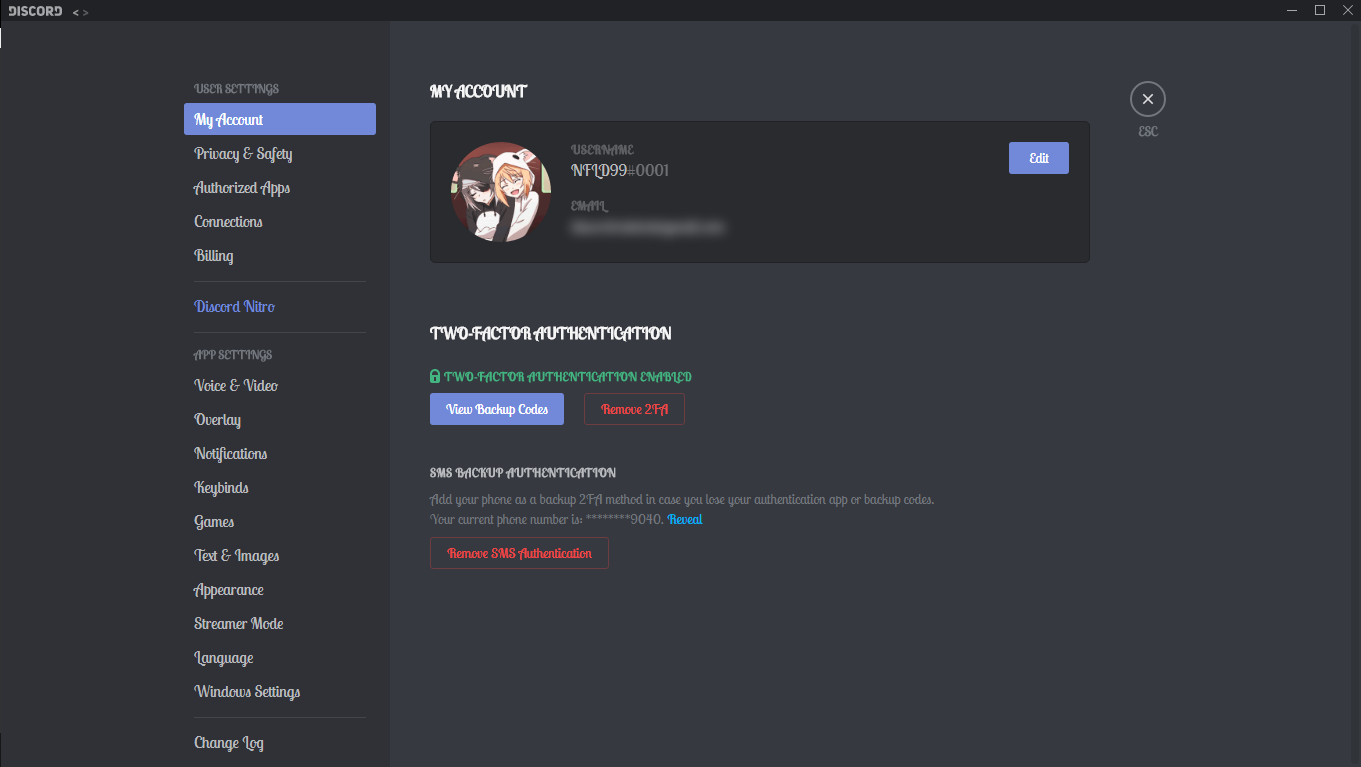 DISCORD < >
USER SETTINGS
My Account
Privacy & Safety
Authorized Apps
Connections
Billing
Discord Nitro
APP SETTINGS
Voice & Video
Overlay
Notifications
Keybinds
Games
Text & Images
Appearance
Streamer Mode
Language
Windows Settings
Change Log
MY ACCOUNT
USERNAME
NFLD99#0001
EMAIL
Edit
ESC
TWO-FACTOR AUTHENTICATION
TWO-FACTOR AUTHENTICATION ENABLED
View Backup Codes
Remove 2FA
SMS BACKUP AUTHENTICATION
Add your phone as a backup 2FA method in case you lose your authentication app or backup codes.
Your current phone number is: ********9040. Reveal
Remove SMS Authentication